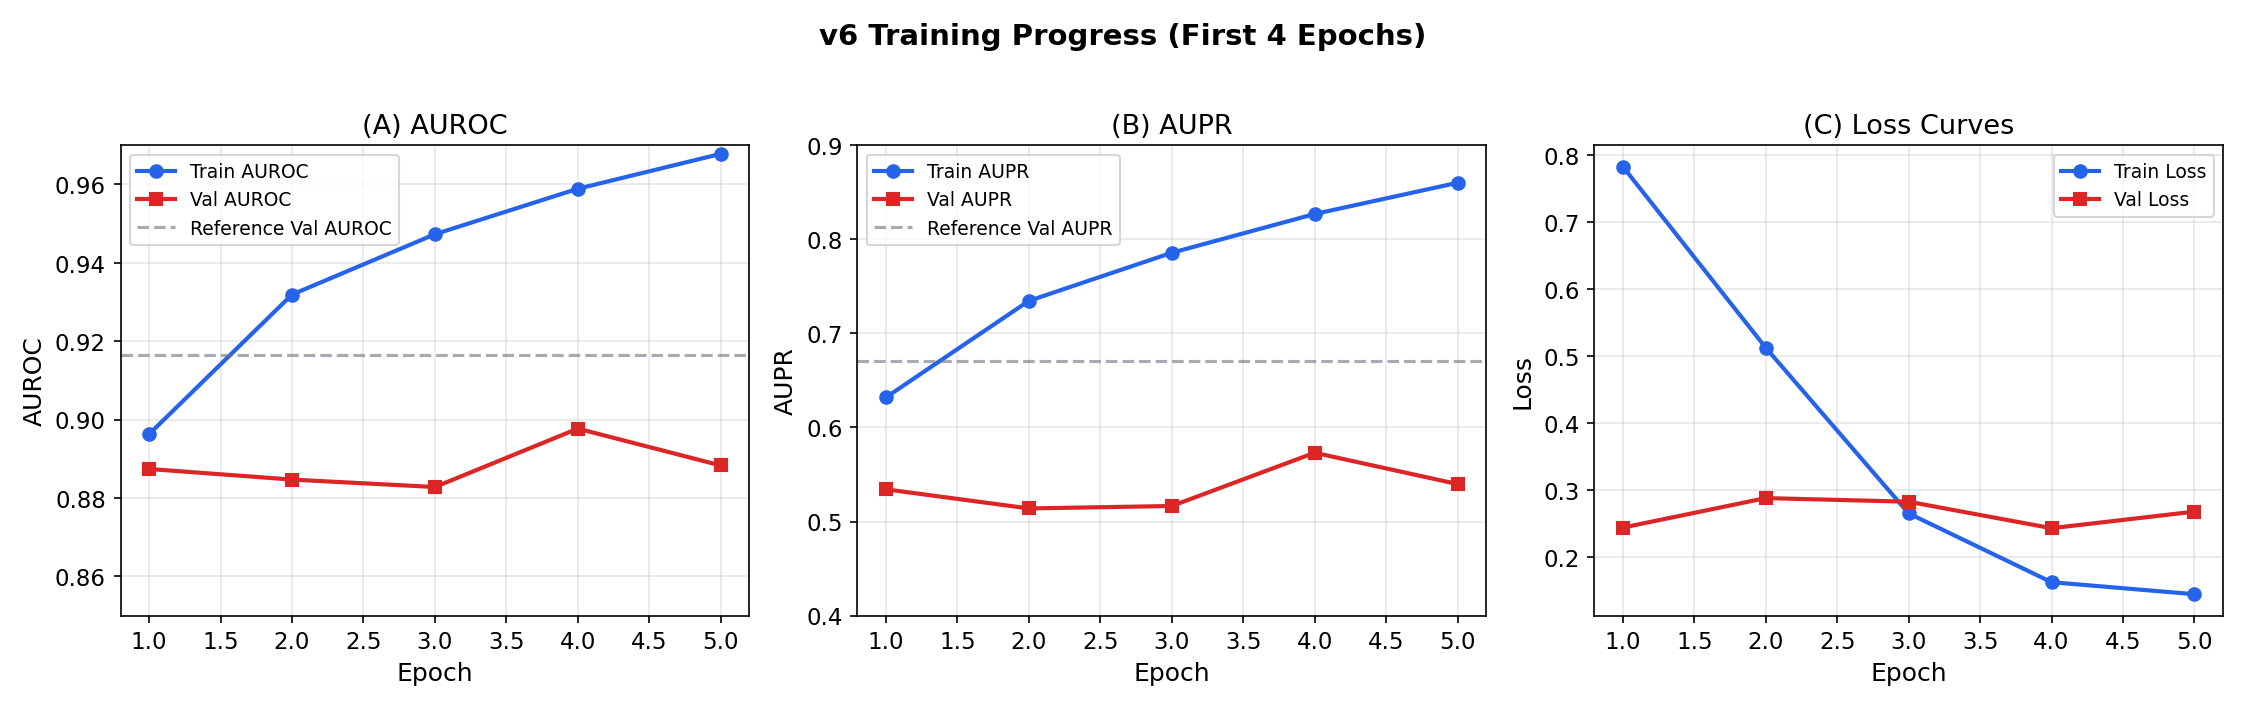 v6 Training Progress (First 4 Epochs)
(A) AUROC
Train AUROC
Val AUROC
Reference Val AUROC
0.96
0.94
0.92
0.90
0.88
0.86
AUROC
1.0 1.5 2.0 2.5 3.0 3.5 4.0 4.5 5.0
Epoch
(B) AUPR
Train AUPR
Val AUPR
Reference Val AUPR
0.9
0.8
0.7
0.6
0.5
0.4
AUPR
1.0 1.5 2.0 2.5 3.0 3.5 4.0 4.5 5.0
Epoch
(C) Loss Curves
Train Loss
Val Loss
0.8
0.7
0.6
0.5
0.4
0.3
0.2
Loss
1.0 1.5 2.0 2.5 3.0 3.5 4.0 4.5 5.0
Epoch